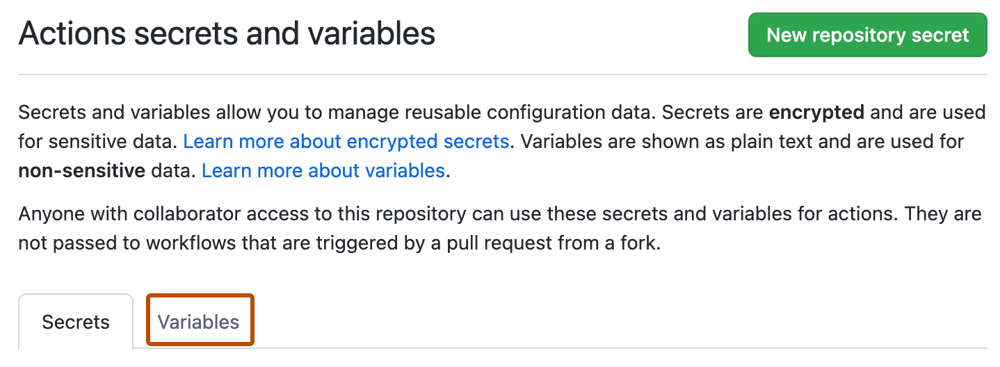 Actions secrets and variables
New repository secret
Secrets and variables allow you to manage reusable configuration data. Secrets are encrypted and are used
for sensitive data. Learn more about encrypted secrets. Variables are shown as plain text and are used for
non-sensitive data. Learn more about variables.
Anyone with collaborator access to this repository can use these secrets and variables for actions. They are
not passed to workflows that are triggered by a pull request from a fork.
Secrets
Variables